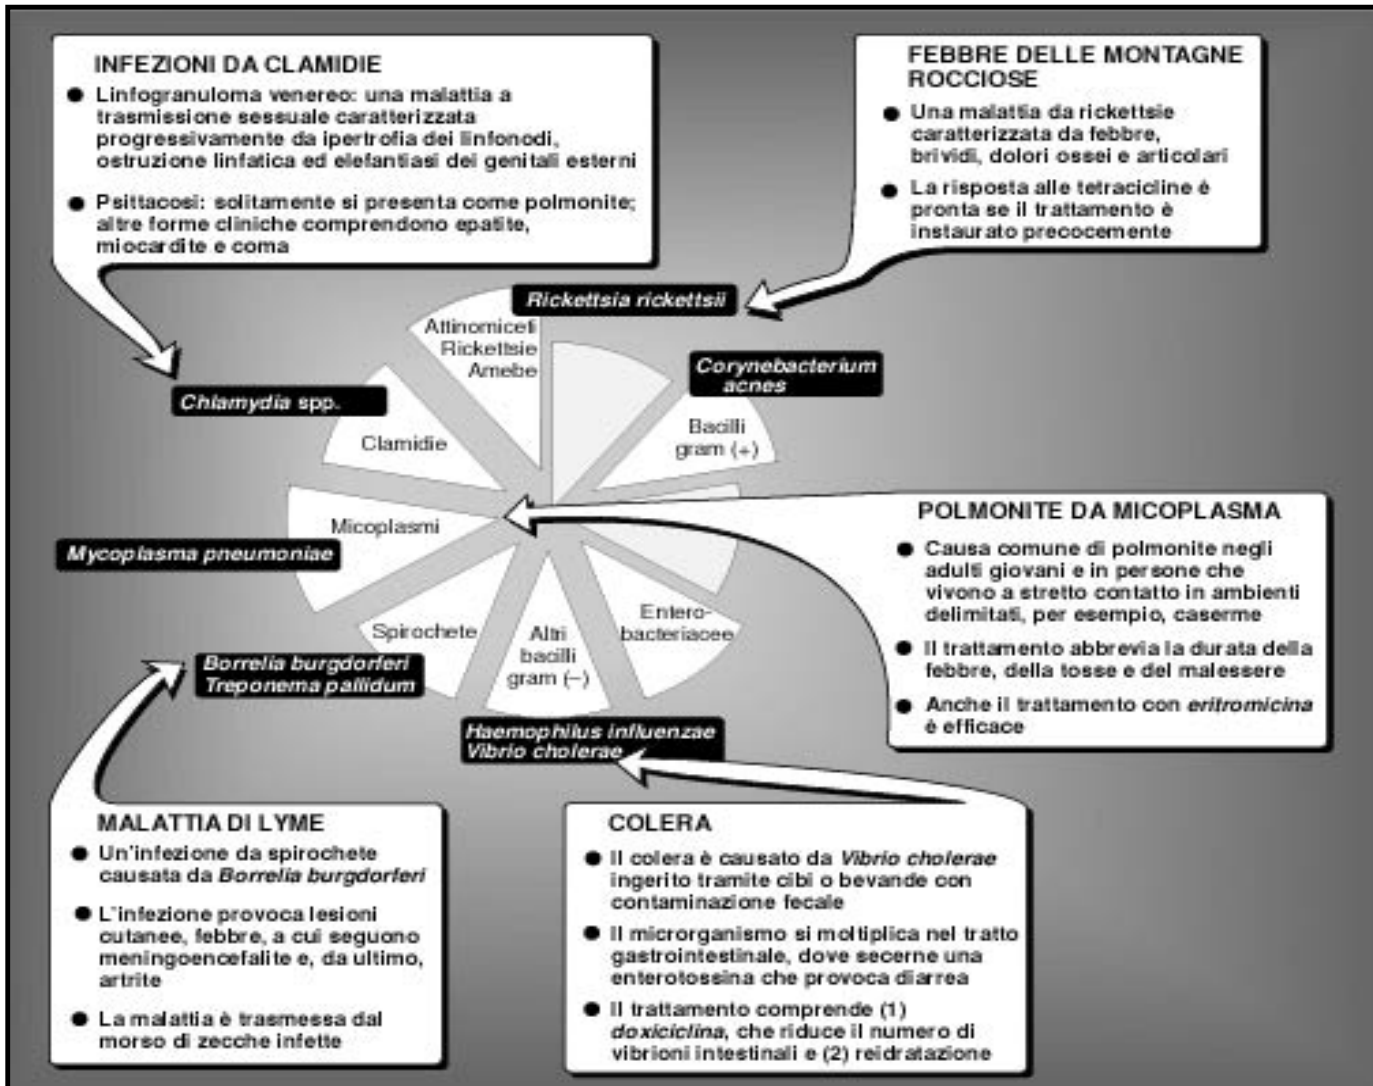 INFEZIONI DA CLAMIDIE
● Linfogranuloma venereo: una malattia a
trasmissione sessuale caratterizzata
progressivamente da ipertrofia dei linfonodi,
ostruzione linfatica ed elefantiasi dei genitali esterni
● Psittacosi: solitamente si presenta come polmonite;
altre forme cliniche comprendono epatite,
miocardite e coma
FEBBRE DELLE MONTAGNE
ROCCIOSE
● Una malattia da rickettsie
caratterizzata da febbre,
brividi, dolori ossei e articolari
● La risposta alle tetracicline è
pronta se il trattamento è
instaurato precocemente
Rickettsia rickettsii
Attinomiceti
Rickettsie
Amebe
Corynebacterium
acnes
Chlamydia spp.
Clamidie
Bacilli
gram (+)
Micoplasmi
Mycoplasma pneumoniae
POLMONITE DA MICOPLASMA
● Causa comune di polmonite negli
adulti giovani e in persone che
vivono a stretto contatto in ambienti
delimitati, per esempio, caserme
● Il trattamento abbrevia la durata della
febbre, della tosse e del malessere
● Anche il trattamento con eritromicina
è efficace
Spirochete
Altri
bacilli
gram (–)
Entero-
bacteriacee
Borrelia burgdorferi
Treponema pallidum
Haemophilus influenzae
Vibrio cholerae
MALATTIA DI LYME
● Un'infezione da spirochete
causata da Borrelia burgdorferi
● L'infezione provoca lesioni
cutanee, febbre, a cui seguono
meningoencefalite e, da ultimo,
artrite
● La malattia è trasmessa dal
morso di zecche infette
COLERA
● Il colera è causato da Vibrio cholerae
ingerito tramite cibi o bevande con
contaminazione fecale
● Il microrganismo si moltiplica nel tratto
gastrointestinale, dove secerne una
enterotossina che provoca diarrea
● Il trattamento comprende (1)
doxiciclina, che riduce il numero di
vibrioni intestinali e (2) reidratazione